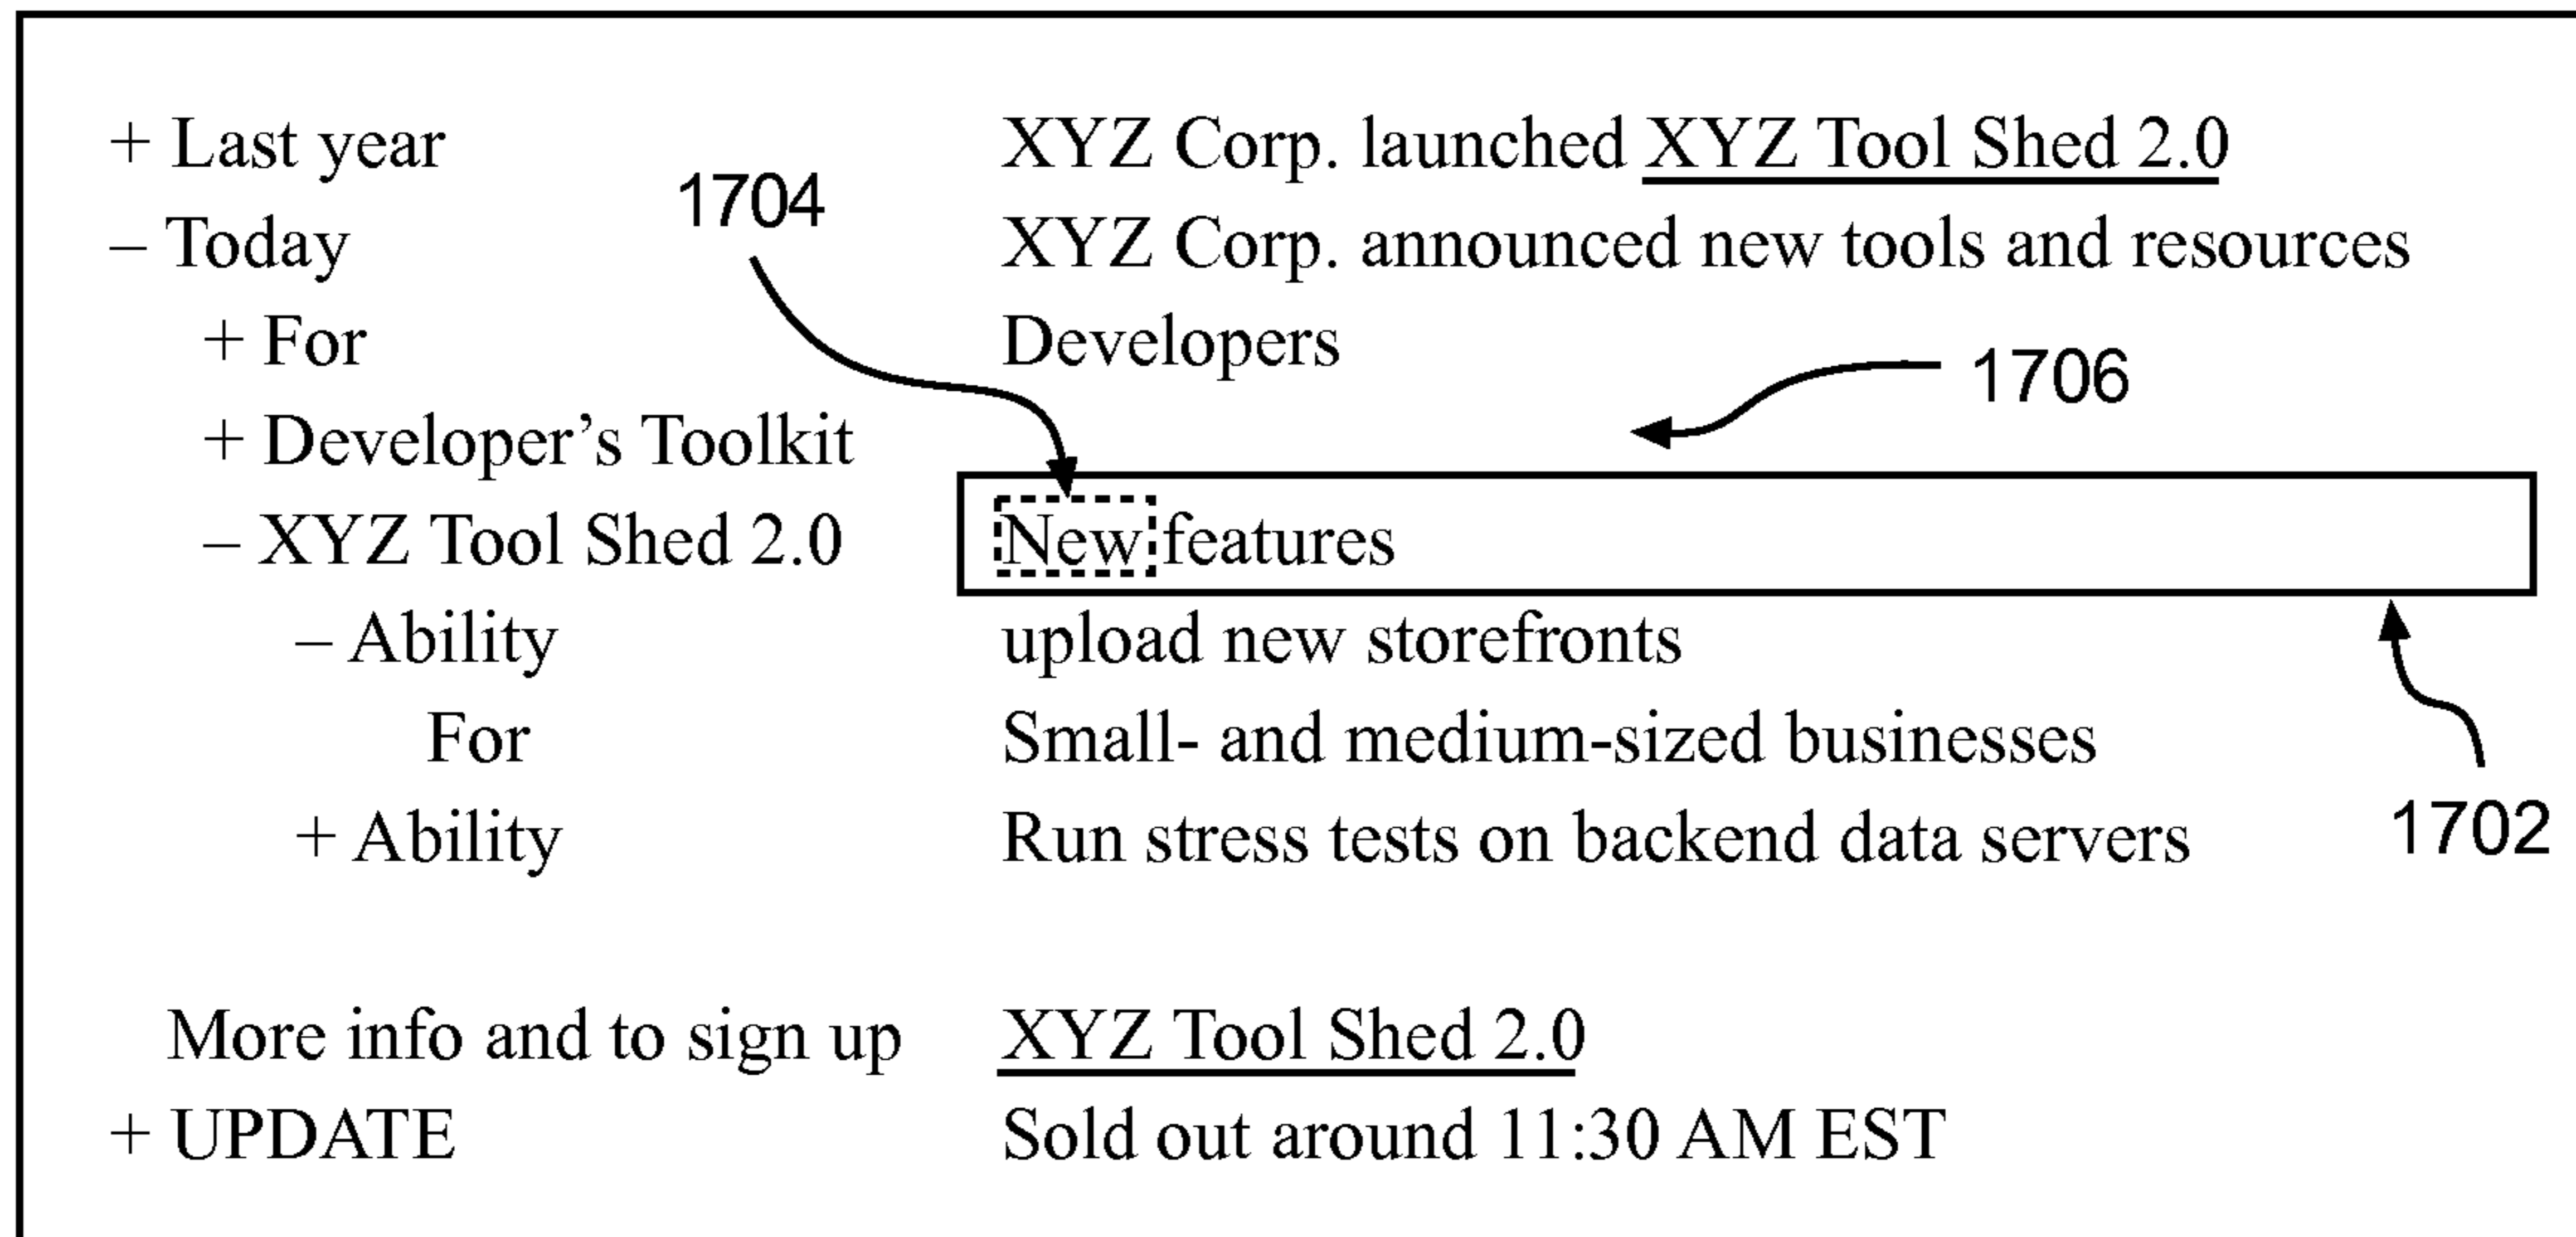 + Last year XYZ Corp. launched XYZ Tool Shed 2.0
1704
– Today XYZ Corp. announced new tools and resources
+ For Developers
1706
+ Developer’s Toolkit
– XYZ Tool Shed 2.0 New features
– Ability upload new storefronts
For Small- and medium-sized businesses
+ Ability Run stress tests on backend data servers
1702
More info and to sign up XYZ Tool Shed 2.0
+ UPDATE Sold out around 11:30 AM EST